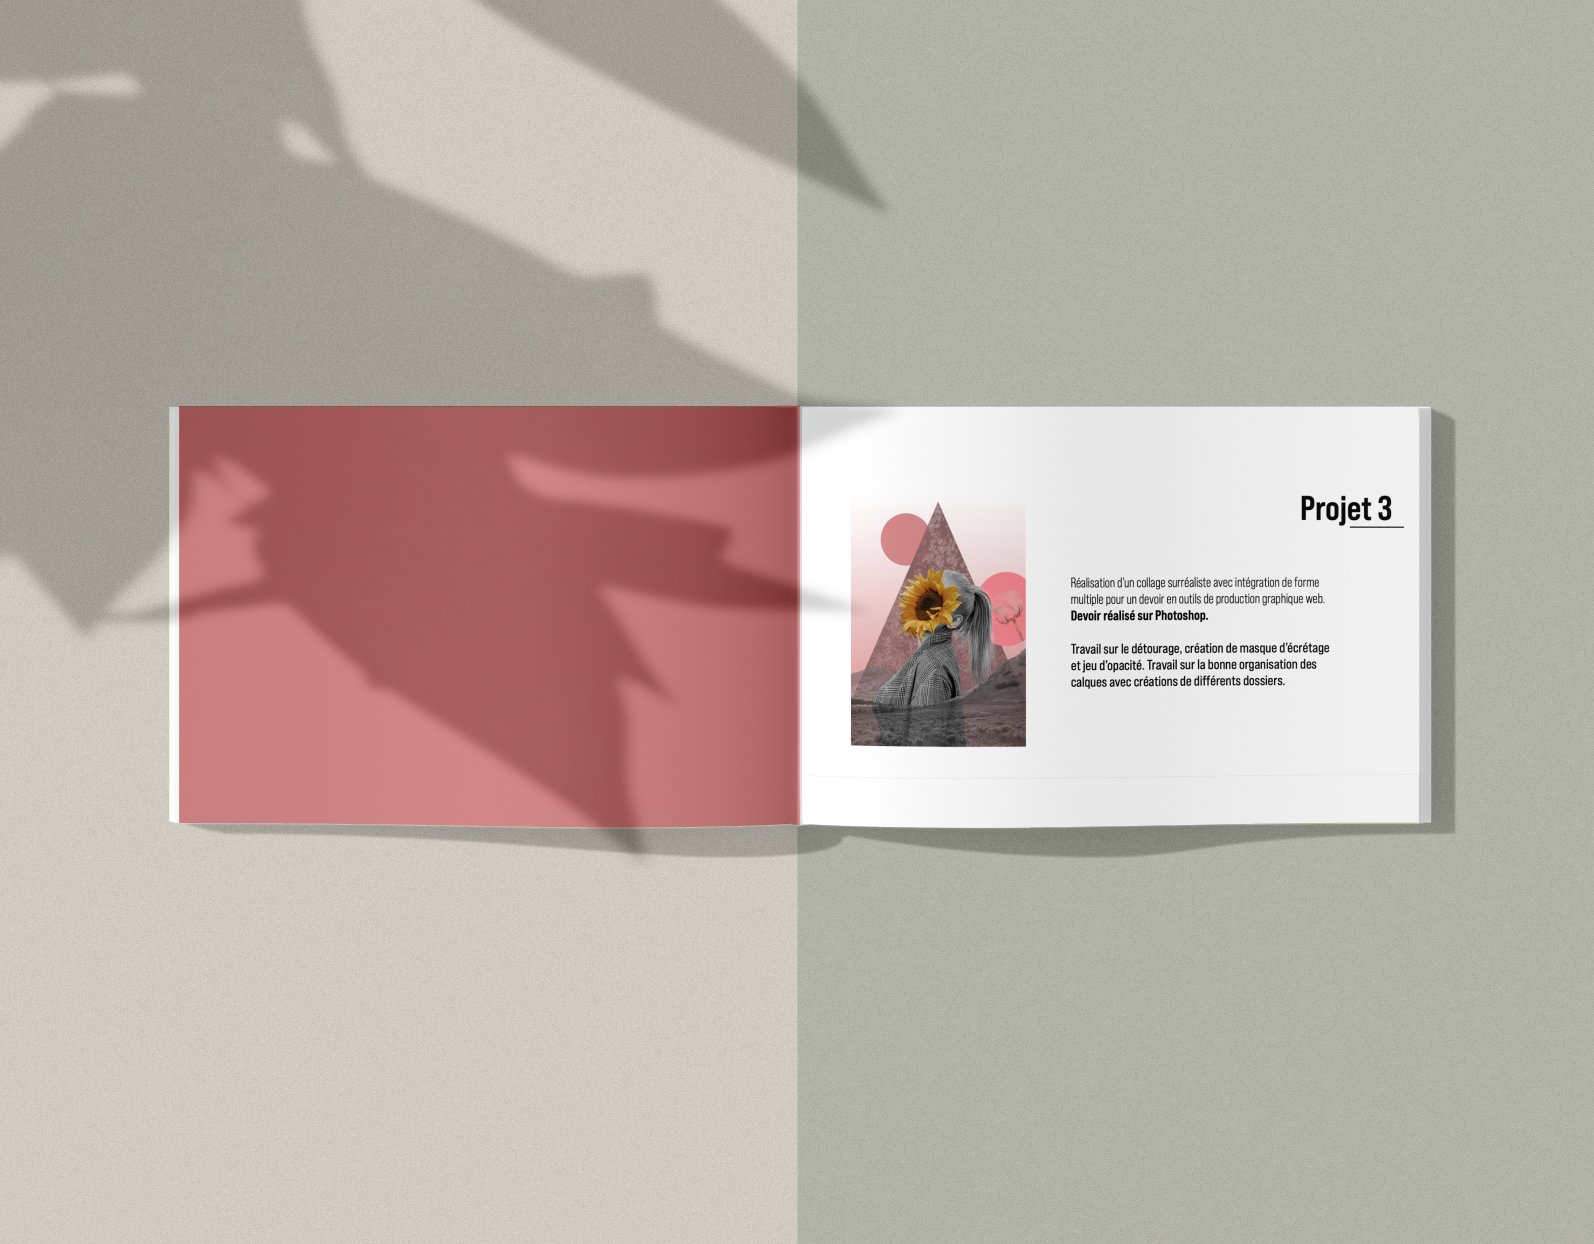 Projet 3
Réalisation d'un collage surréaliste avec intégration de forme
multiple pour un devoir en outils de production graphique web.
Devoir réalisé sur Photoshop.
Travail sur le détourage, création de masque d'écrétage
et jeu d'opacité. Travail sur la bonne organisation des
calques avec créations de différents dossiers.